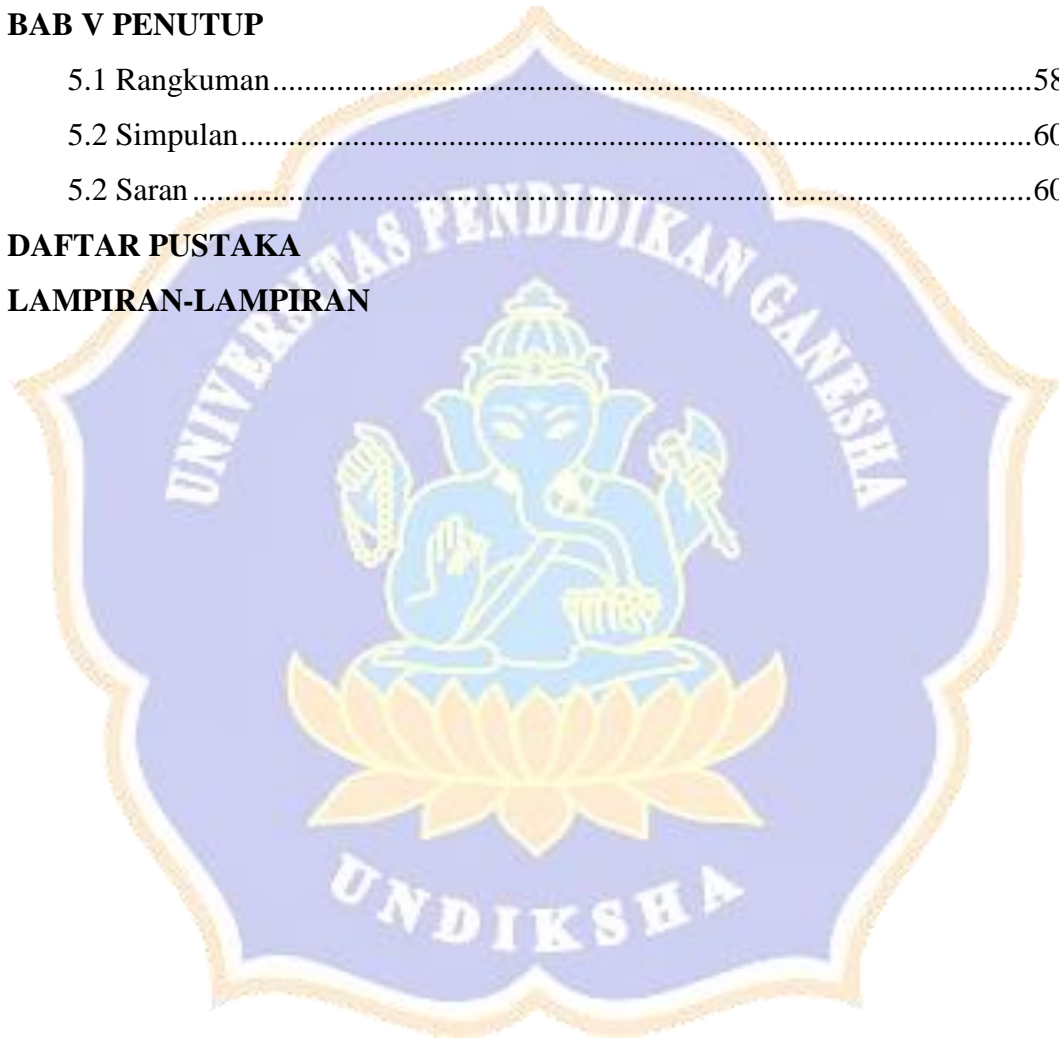 BAB V PENUTUP
5.1 Rangkuman....................................................................................................58
5.2 Simpulan........................................................................................................60
5.2 Saran..............................................................................................................60
DAFTAR PUSTAKA
LAMPIRAN-LAMPIRAN
UNIVERSITAS PENDIDIKAN GANESHA
UNDIKSHA